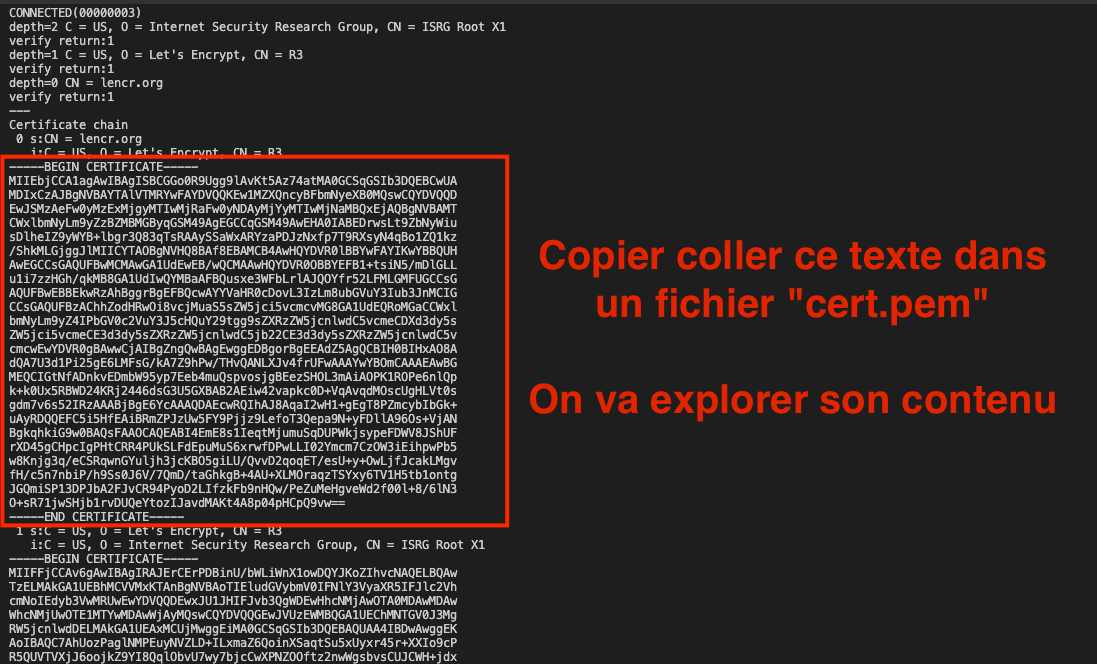 CONNECTED(00000003)
depth=2 C = US, O = Internet Security Research Group, CN = ISRG Root X1
verify return:1
depth=1 C = US, O = Let's Encrypt, CN = R3
verify return:1
depth=0 CN = lencr.org
verify return:1
---
Certificate chain
0 s:CN = lencr.org
i:C = US, O = Let's Encrypt, CN = R3
-----BEGIN CERTIFICATE-----
MIIEbjCCA1agAwIBAgISBCGGo0R9Ugg9lAvKt5Az74atMA0GCSqGSIb3DQEBCwUA
MDIxCzAJBgNVBAYTAlVTMRYwFAYDVQQKEw1MZXQncyBFbmNyeXB0MQswCQYDVQQD
EwJSMzAeFw0yMzExMjgyMTIwMjRaFw0yNDAyMjYyMTIwMjNaMBQxEjAQBgNVBAMT
CWxlbmNyLm9yZzBZMBMGByqGSM49AgEGCCqGSM49AwEHA0IABEDrwsLt9ZbNyWiu
sDlheIZ9yWYB+lbgr3Q83qTsRAAySSaWxARYzaPDJzNxfp7T9RXsyN4qBo1ZQ1kz
/ShkMLGjggJlMIICYTAOBgNVHQ8BAf8EBAMCB4AwHQYDVR0lBBYwFAYIKwYBBQUH
AwEGCCsGAQUFBwMCMAwGA1UdEwEB/wQCMAAwHQYDVR0OBBYEFB1+tsiN5/mDlGLL
u1i7zzHGh/qkMB8GA1UdIwQYMBaAFBQusxe3WFbLrlAJQOYfr52LFMLGMFUGCCsG
AQUFBwEBBEkwRzAhBggrBgEFBQcwAYYVaHR0cDovL3IzLm8ubGVuY3Iub3JnMCIG
CCsGAQUFBzAChhZodHRwOi8vcjMuaS5sZW5jci5vcmcvMG8GA1UdEQRoMGaCCWxl
bmNyLm9yZ4IPbGV0c2VuY3J5cHQuY29tgg9sZXRzZW5jcnlwdC5vcmeCDXd3dy5s
ZW5jci5vcmeCE3d3dy5sZXRzZW5jcnlwdC5jb22CE3d3dy5sZXRzZW5jcnlwdC5v
cmcwEwYDVR0gBAwwCjAIBgZngQwBAgEwggEDBgorBgEEAdZ5AgQCBIH0BIHxAO8A
dQA7U3d1Pi25gE6LMFsG/kA7Z9hPw/THvQANLXJv4frUFwAAAYwYBOmCAAAEAwBG
MEQCIGtNfADnkvEDmbW95yp7Eeb4muQspvosjgBEezSHOL3mAiAOPK1ROPe6nlQp
k+k0Ux5RBWD24KRj2446dsG3U5GXBAB2AEiw42vapkc0D+VqAvqdMOscUgHLVt0s
gdm7v6s52IRzAAABjBgE6YcAAAQDAEcwRQIhAJ8AqaI2wH1+gEgT8PZmcybIbGk+
uAyRDQQEFC5i5HfEAiBRmZPJzUw5FY9Pjjz9LefoT3Qepa9N+yFDllA96Os+VjAN
BgkqhkiG9w0BAQsFAAOCAQEABI4EmE8s1IeqtMjumuSqDUPWkjsypeFDWV8JShUF
rXD45gCHpcIgPHtCRR4PUkSLFdEpuMuS6xrwfDPwLLI02Ymcm7CzOW3iEihpwPb5
w8Knjg3q/eCSRqwnGYuljh3jcKBO5giLU/QvvD2qoqET/esU+y+OwLjfJcakLMgv
fH/c5n7nbiP/h9Ss0J6V/7QmD/taGhkgB+4AU+XLMOraqzTSYxy6TV1H5tb1ontg
JGQmiSP13DPJbA2FJvCR94PyoD2LIfzkFb9nHQw/PeZuMeHgveWd2f00l+8/6lN3
O+sR71jwSHjb1rvDUQeYtozIJavdMAKt4A8p04pHCpQ9vw==
-----END CERTIFICATE-----
1 s:C = US, O = Let's Encrypt, CN = R3
i:C = US, O = Internet Security Research Group, CN = ISRG Root X1
-----BEGIN CERTIFICATE-----
MIIFFjCCAv6gAwIBAgIRAJErCErPDBinU/bWLiWnX1owDQYJKoZIhvcNAQELBQAw
TzELMAkGA1UEBhMCVVMxKTAnBgNVBAoTIEludGVybmV0IFNlY3VyaXR5IFJlc2Vh
cmNoIEdyb3VwMRUwEwYDVQQDEwxJU1JHIFJvb3QgWDEwHhcNMjAwOTA0MDAwMDAw
WhcNMjUwOTE1MTYwMDAwWjAyMQswCQYDVQQGEwJVUzEWMBQGA1UEChMNTGV0J3Mg
RW5jcnlwdDELMAkGA1UEAxMCUjMwggEiMA0GCSqGSIb3DQEBAQUAA4IBDwAwggEK
AoIBAQC7AhUozPaglNMPEuyNVZLD+ILxmaZ6QoinXSaqtSu5xUyxr45r+XXIo9cP
R5QUVTVXjJ6oojkZ9YI8QqlObvU7wy7bjcCwXPNZOOftz2nwWgsbvsCUJCWH+jdx
Copier coller ce texte dans
un fichier "cert.pem"
On va explorer son contenu